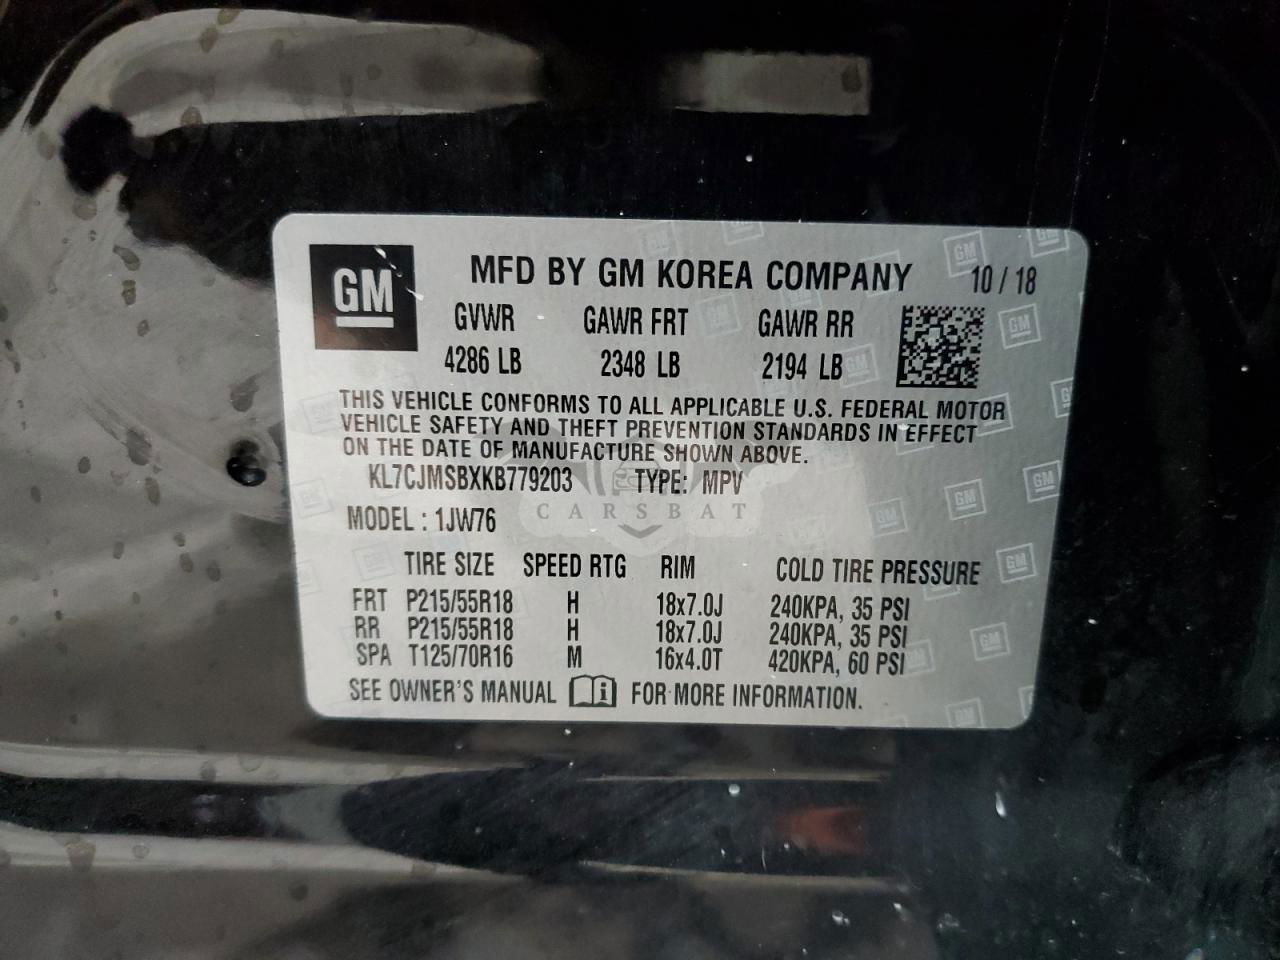 GM
MFD BY GM KOREA COMPANY 10/18
GVWR GAWR FRT GAWR RR
4286 LB 2348 LB 2194 LB
THIS VEHICLE CONFORMS TO ALL APPLICABLE U.S. FEDERAL MOTOR
VEHICLE SAFETY AND THEFT PREVENTION STANDARDS IN EFFECT
ON THE DATE OF MANUFACTURE SHOWN ABOVE.
KL7CJMSBXKB779203 TYPE: MPV
CARSBAT
MODEL : 1JW76
TIRE SIZE SPEED RTG RIM COLD TIRE PRESSURE
FRT P215/55R18 H 18x7.0J 240KPA, 35 PSI
RR P215/55R18 H 18x7.0J 240KPA, 35 PSI
SPA T125/70R16 M 16x4.0T 420KPA, 60 PSI
SEE OWNER'S MANUAL i FOR MORE INFORMATION.